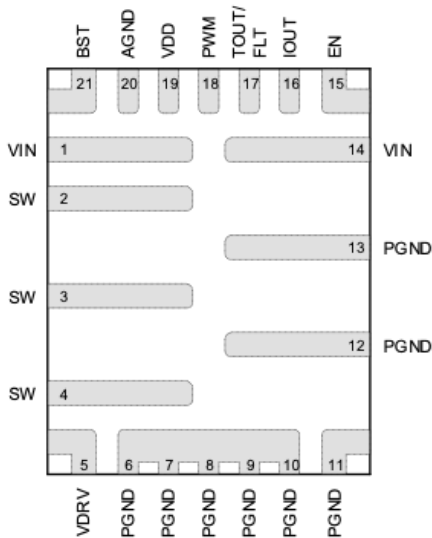 BST
AGND
VDD
PWM
TOUT/
FLT
IOUT
EN
21
20
19
18
17
16
15
VIN
1
14
VIN
SW
2
13
PGND
SW
3
12
PGND
SW
4
5
6
7
8
9
10
11
VDRV
PGND
PGND
PGND
PGND
PGND
PGND